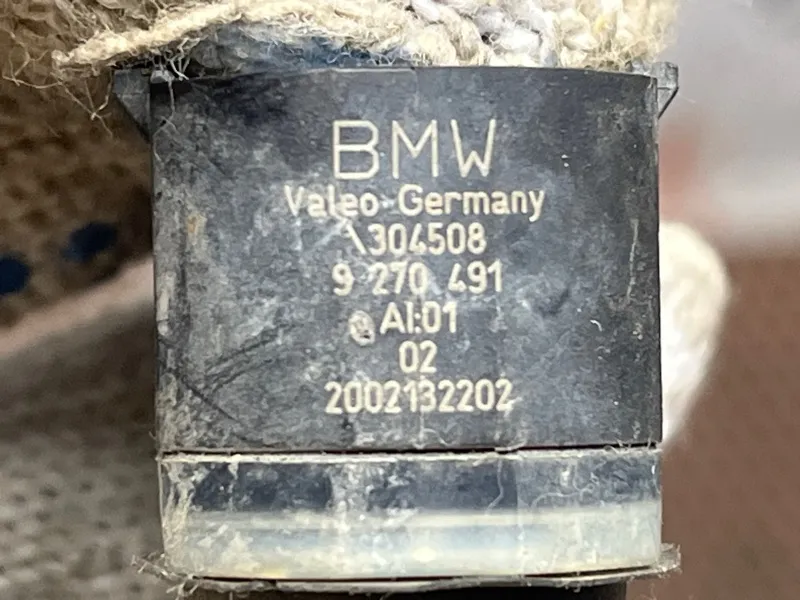 BMW
Valeo Germany
\304508
9 270 491
AI:01
02
2002132202